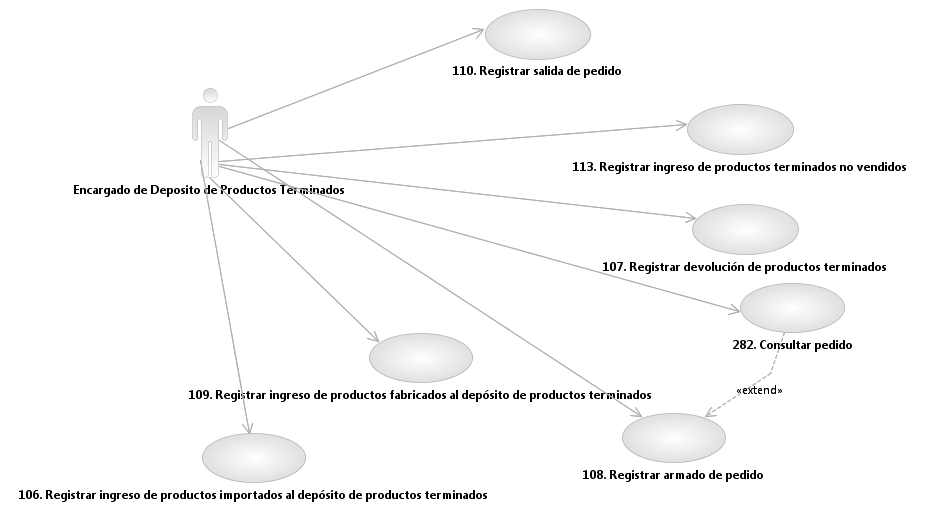 110. Registrar salida de pedido
113. Registrar ingreso de productos terminados no vendidos
Encargado de Deposito de Productos Terminados
107. Registrar devolución de productos terminados
282. Consultar pedido
«extend»
109. Registrar ingreso de productos fabricados al depósito de productos terminados
108. Registrar armado de pedido
106. Registrar ingreso de productos importados al depósito de productos terminados